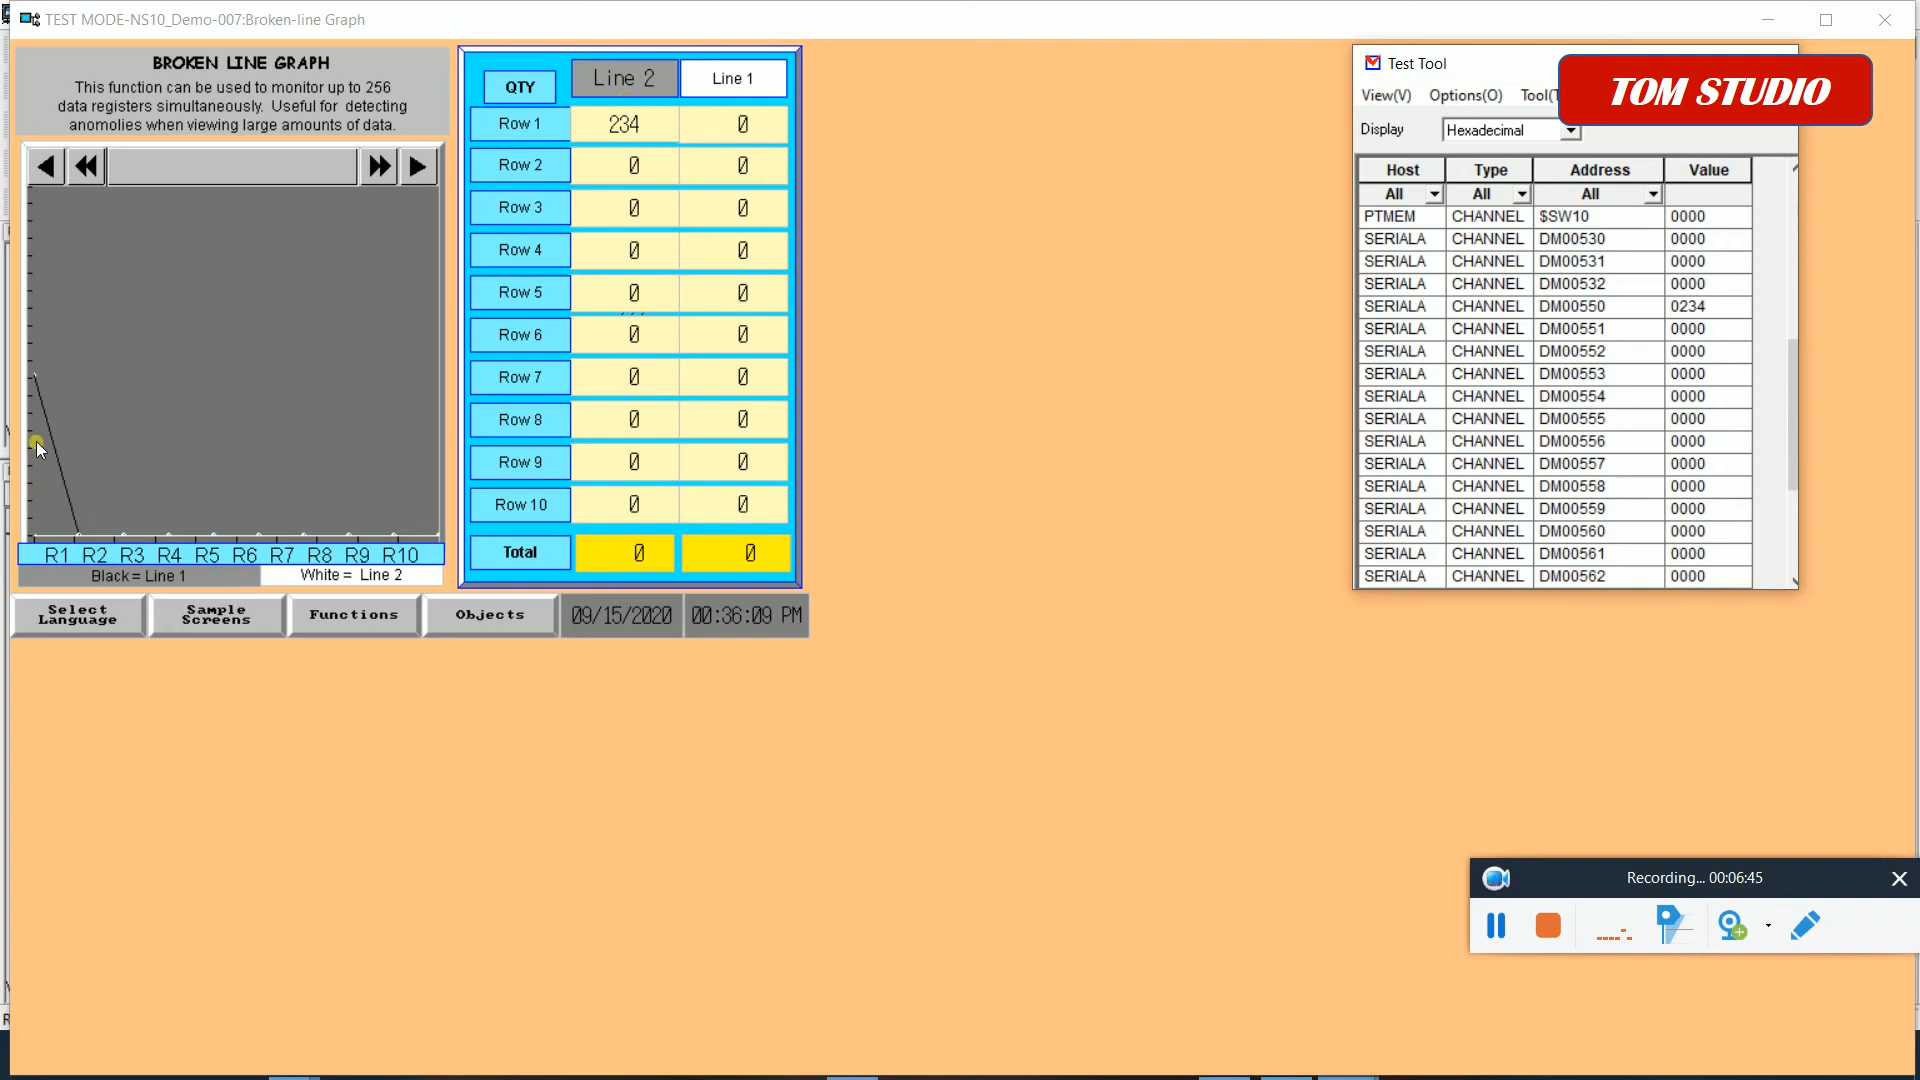 TEST MODE-NS10_Demo-007:Broken-line Graph
BROKEN LINE GRAPH
This function can be used to monitor up to 256
data registers simultaneously. Useful for detecting
anomolies when viewing large amounts of data.
R1 R2 R3 R4 R5 R6 R7 R8 R9 R10
Black = Line 1 White = Line 2
QTY Line 2 Line 1
Row 1 234 0
Row 2 0 0
Row 3 0 0
Row 4 0 0
Row 5 0 0
Row 6 0 0
Row 7 0 0
Row 8 0 0
Row 9 0 0
Row 10 0 0
Total 0 0
Select Language
Sample Screens
Functions
Objects
09/15/2020 00:36:09 PM
Test Tool
TOM STUDIO
View(V) Options(O) Tool(T
Display Hexadecimal
Host Type Address Value
All All All
PTMEM CHANNEL $SW10 0000
SERIALA CHANNEL DM00530 0000
SERIALA CHANNEL DM00531 0000
SERIALA CHANNEL DM00532 0000
SERIALA CHANNEL DM00550 0234
SERIALA CHANNEL DM00551 0000
SERIALA CHANNEL DM00552 0000
SERIALA CHANNEL DM00553 0000
SERIALA CHANNEL DM00554 0000
SERIALA CHANNEL DM00555 0000
SERIALA CHANNEL DM00556 0000
SERIALA CHANNEL DM00557 0000
SERIALA CHANNEL DM00558 0000
SERIALA CHANNEL DM00559 0000
SERIALA CHANNEL DM00560 0000
SERIALA CHANNEL DM00561 0000
SERIALA CHANNEL DM00562 0000
Recording... 00:06:45